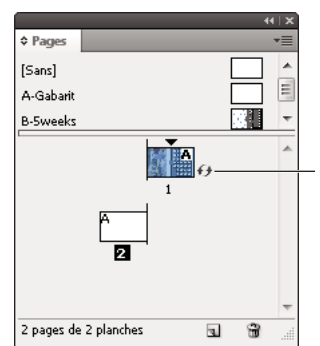 Pages
[Sans]
A-Gabarit
B-5weeks
A
1
A
2
2 pages de 2 planches